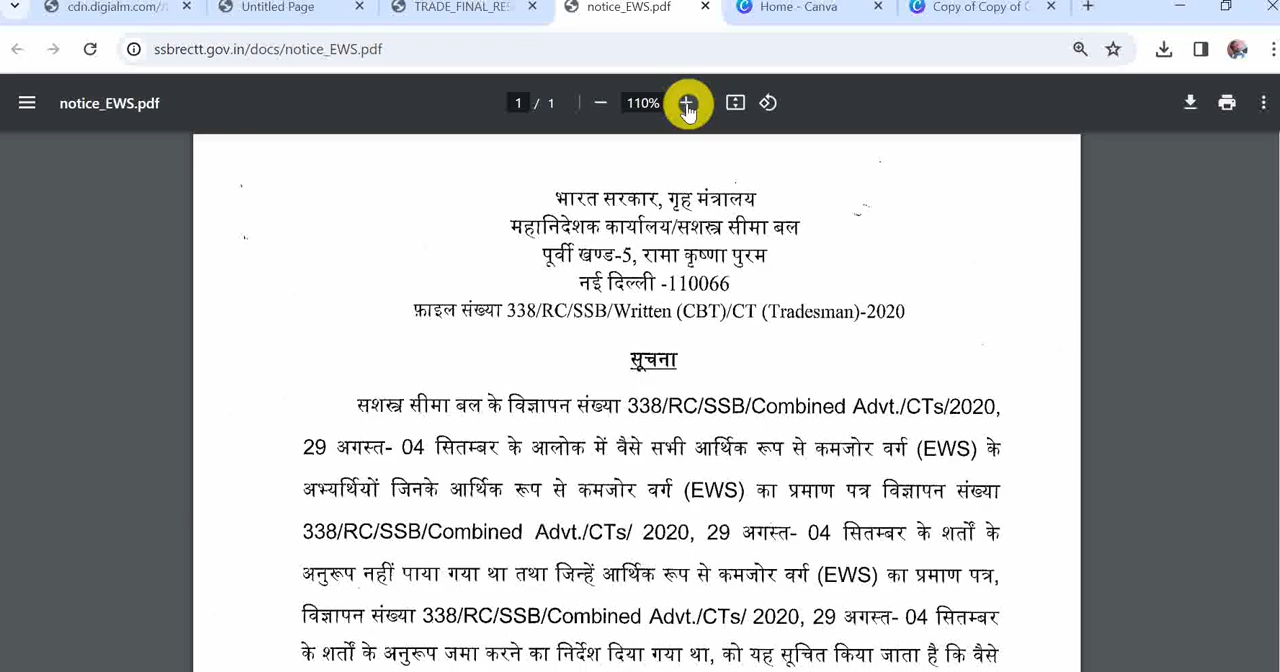 cdn.digialm.com/
Untitled Page
TRADE_FINAL_RES
notice_EWS.pdf
Home - Canva
Copy of Copy of C
ssbrectt.gov.in/docs/notice_EWS.pdf
notice_EWS.pdf
1 / 1
110%
भारत सरकार, गृह मंत्रालय
महानिदेशक कार्यालय/सशस्त्र सीमा बल
पूर्वी खण्ड-5, रामा कृष्णा पुरम
नई दिल्ली -110066
फ़ाइल संख्या 338/RC/SSB/Written (CBT)/CT (Tradesman)-2020
सूचना
सशस्त्र सीमा बल के विज्ञापन संख्या 338/RC/SSB/Combined Advt./CTs/2020,
29 अगस्त- 04 सितम्बर के आलोक में वैसे सभी आर्थिक रूप से कमजोर वर्ग (EWS) के
अभ्यर्थियों जिनके आर्थिक रूप से कमजोर वर्ग (EWS) का प्रमाण पत्र विज्ञापन संख्या
338/RC/SSB/Combined Advt./CTs/ 2020, 29 अगस्त- 04 सितम्बर के शर्तों के
अनुरूप नहीं पाया गया था तथा जिन्हें आर्थिक रूप से कमजोर वर्ग (EWS) का प्रमाण पत्र,
विज्ञापन संख्या 338/RC/SSB/Combined Advt./CTs/ 2020, 29 अगस्त- 04 सितम्बर
के शर्तों के अनुरूप जमा करने का निर्देश दिया गया था, को यह सूचित किया जाता है कि वैसे